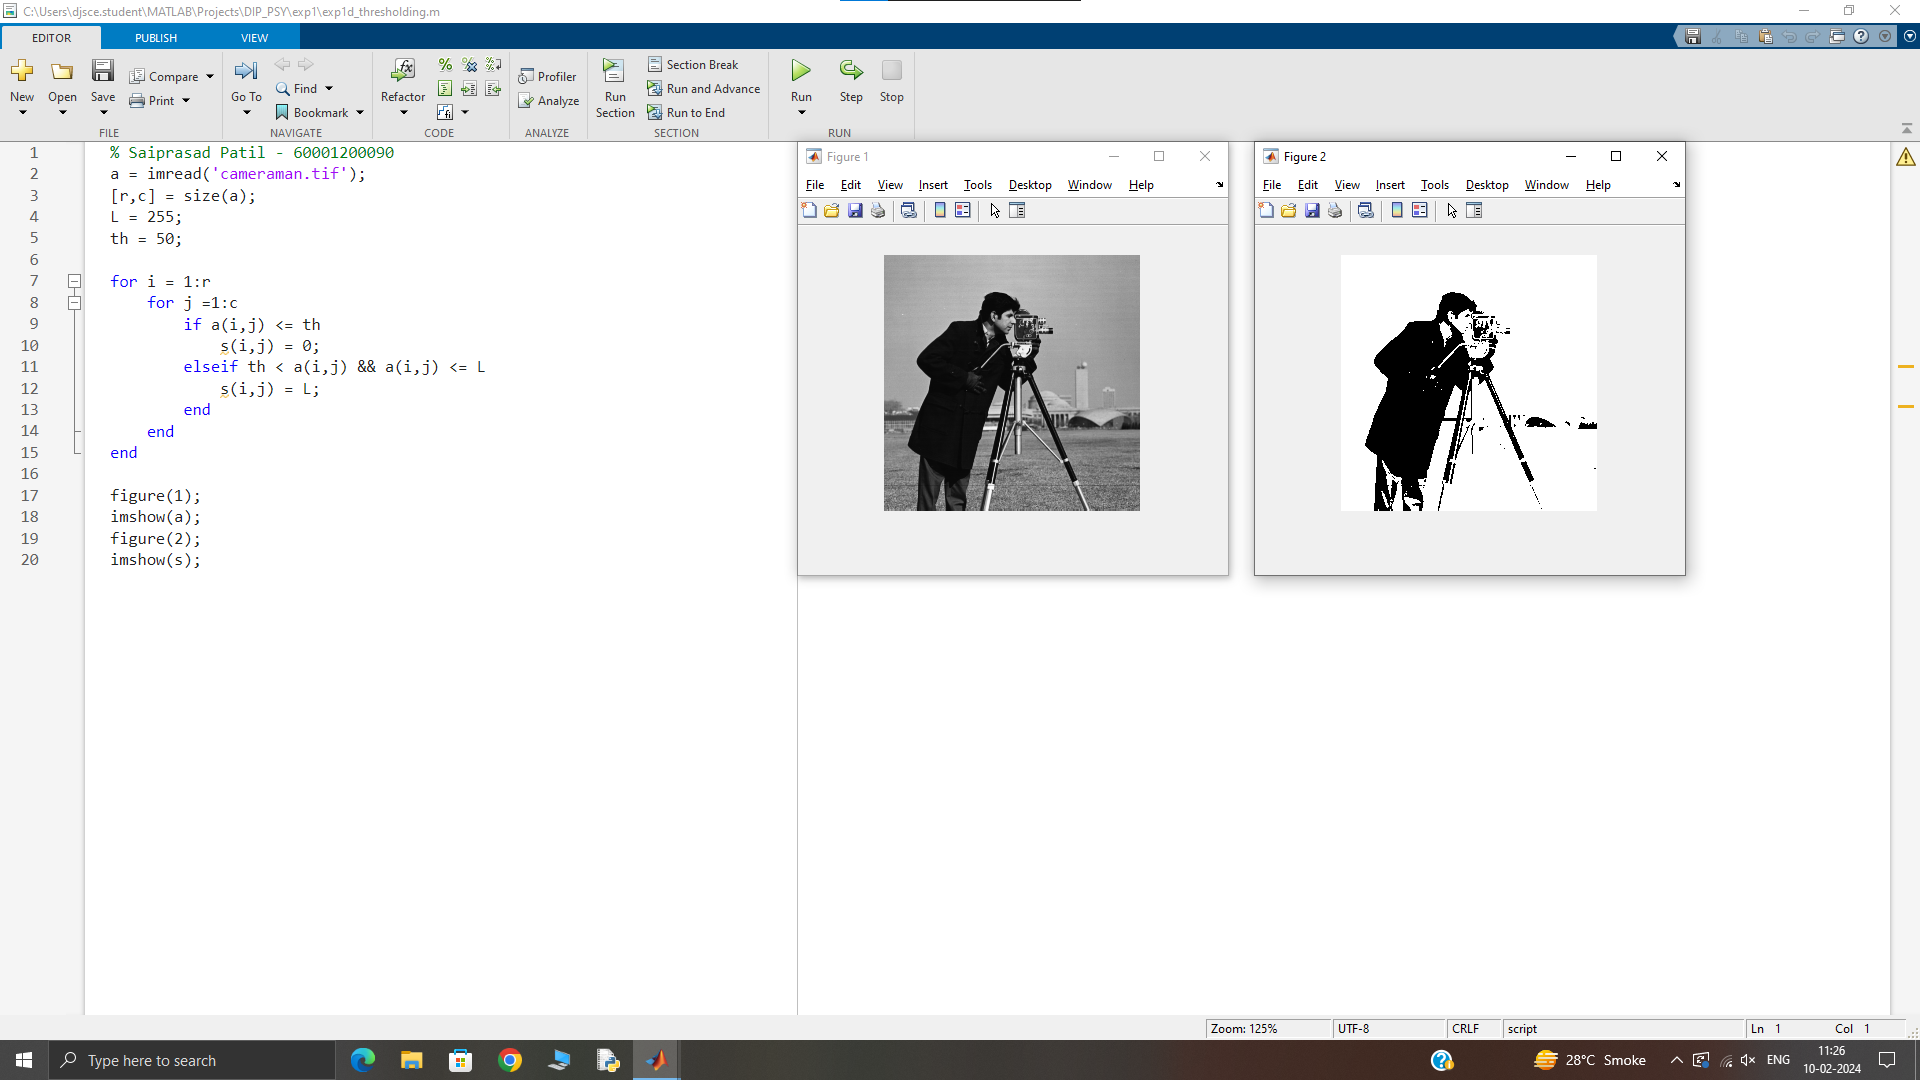 C:\Users\djsce.student\MATLAB\Projects\DIP_PSY\exp1\exp1d_thresholding.m
EDITOR PUBLISH VIEW
New Open Save Compare Print
FILE
Go To Find Bookmark
NAVIGATE
Refactor
CODE
Profiler
Analyze
ANALYZE
Run Section
Section Break
Run and Advance
Run to End
SECTION
Run Step Stop
RUN
1 % Saiprasad Patil - 60001200090
2 a = imread('cameraman.tif');
3 [r,c] = size(a);
4 L = 255;
5 th = 50;
6
7 for i = 1:r
8     for j =1:c
9         if a(i,j) <= th
10             s(i,j) = 0;
11         elseif th < a(i,j) && a(i,j) <= L
12             s(i,j) = L;
13         end
14     end
15 end
16
17 figure(1);
18 imshow(a);
19 figure(2);
20 imshow(s);
Figure 1
File Edit View Insert Tools Desktop Window Help
Figure 2
File Edit View Insert Tools Desktop Window Help
Zoom: 125% UTF-8 CRLF script Ln 1 Col 1
Type here to search
28°C Smoke ENG
11:26
10-02-2024